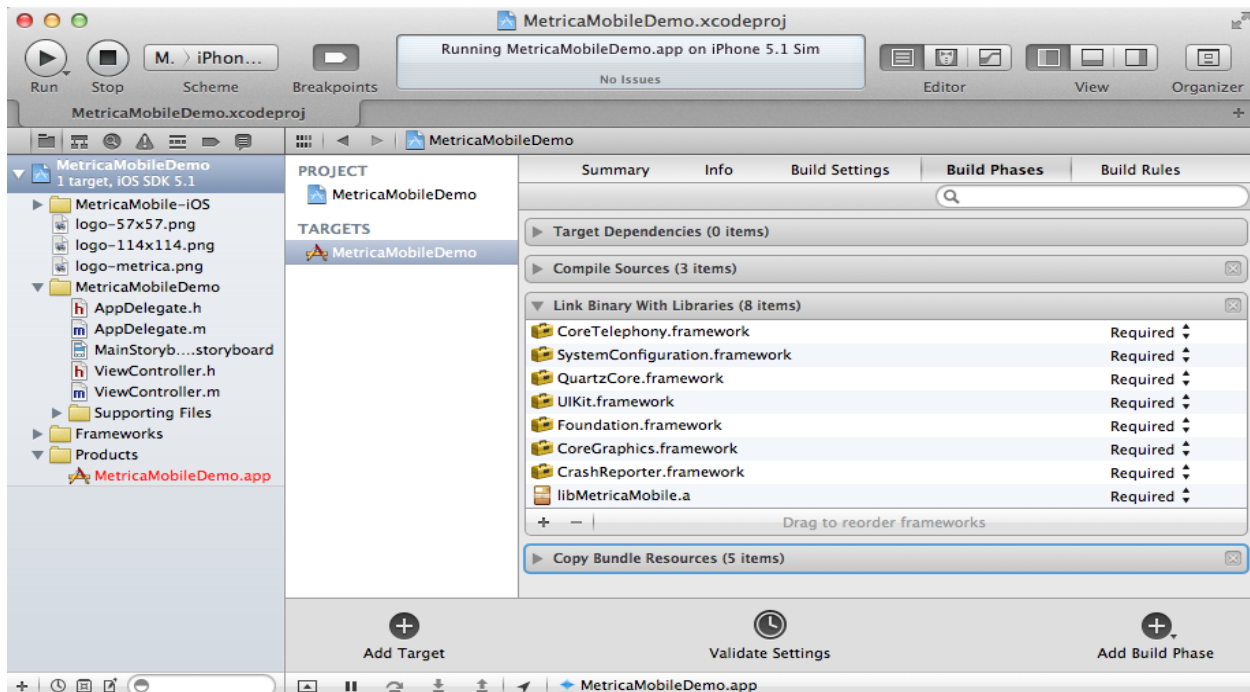 MetricaMobileDemo.xcodeproj
Run
Stop
M. 〉 iPhon...
Scheme
Breakpoints
Running MetricaMobileDemo.app on iPhone 5.1 Sim
No Issues
Editor
View
Organizer
MetricaMobileDemo.xcodeproj
MetricaMobileDemo
1 target, iOS SDK 5.1
MetricaMobile-iOS
logo-57x57.png
logo-114x114.png
logo-metrica.png
MetricaMobileDemo
h AppDelegate.h
m AppDelegate.m
MainStoryb....storyboard
h ViewController.h
m ViewController.m
Supporting Files
Frameworks
Products
MetricaMobileDemo.app
MetricaMobileDemo
PROJECT
MetricaMobileDemo
TARGETS
MetricaMobileDemo
Summary Info Build Settings Build Phases Build Rules
Target Dependencies (0 items)
Compile Sources (3 items)
Link Binary With Libraries (8 items)
CoreTelephony.framework Required
SystemConfiguration.framework Required
QuartzCore.framework Required
UIKit.framework Required
Foundation.framework Required
CoreGraphics.framework Required
CrashReporter.framework Required
libMetricaMobile.a Required
+ − Drag to reorder frameworks
Copy Bundle Resources (5 items)
Add Target
Validate Settings
Add Build Phase
MetricaMobileDemo.app